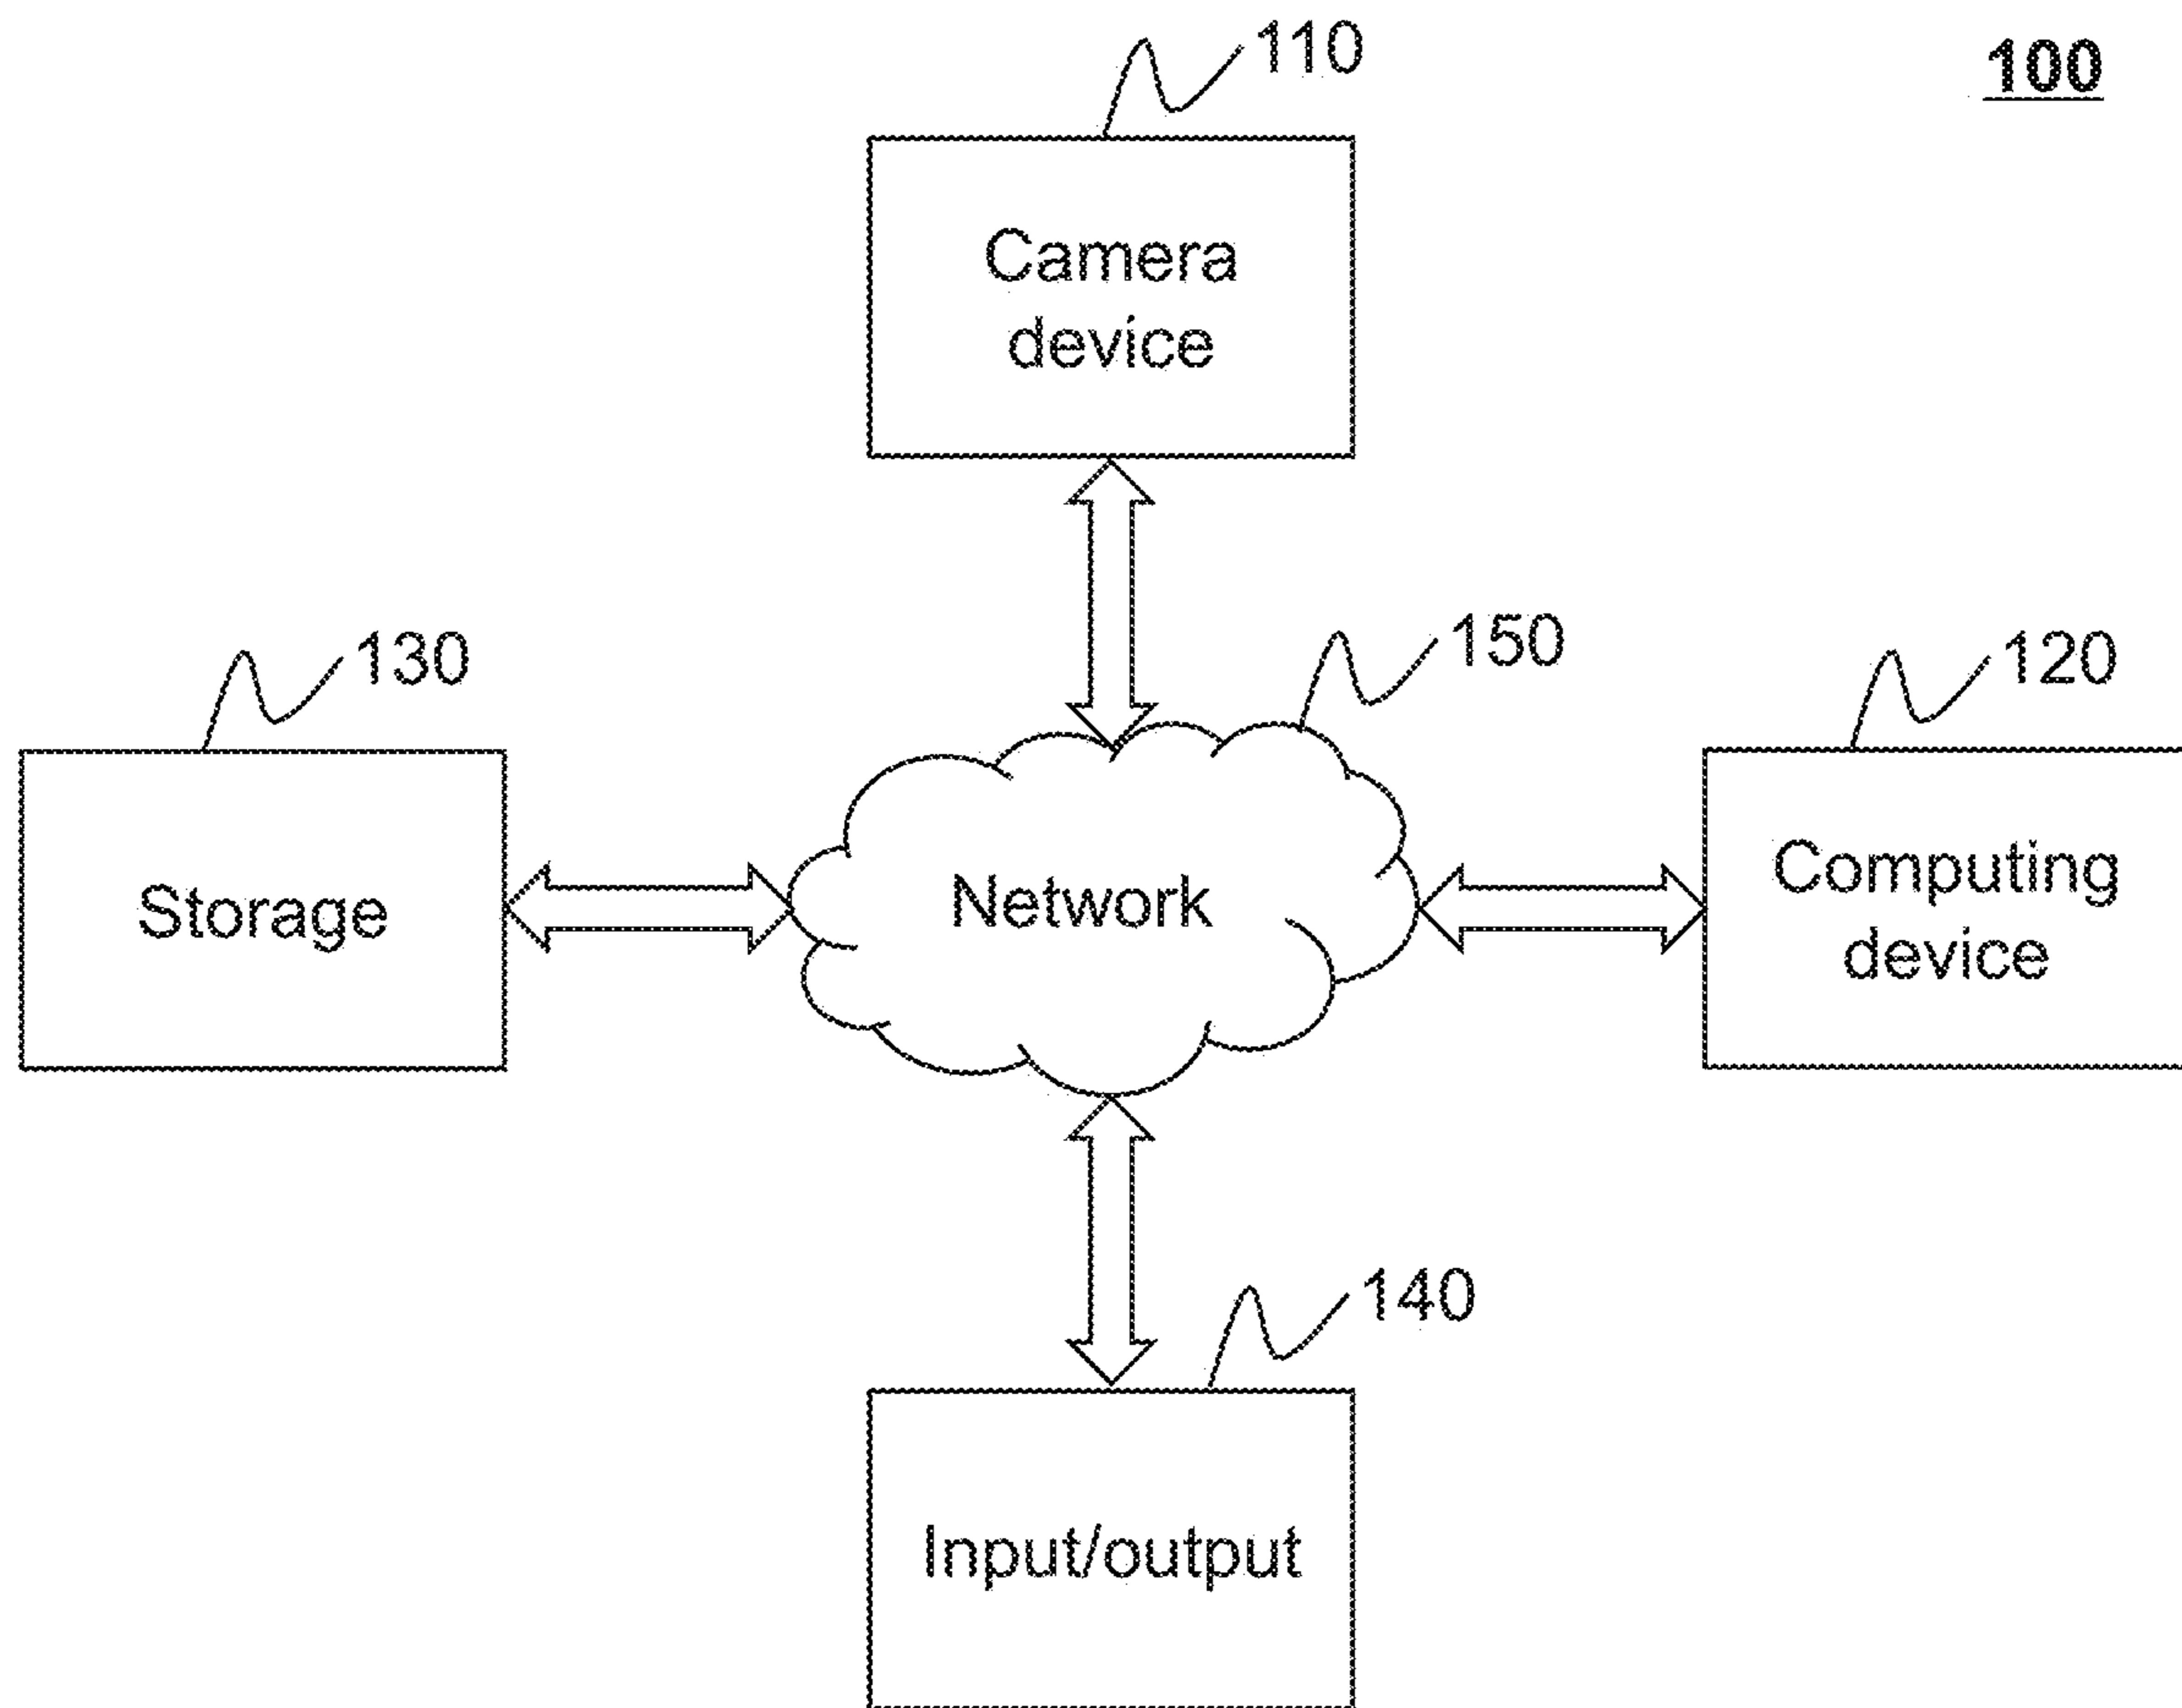 110
100
Camera
device
150
130
120
Storage
Network
Computing
device
140
Input/output